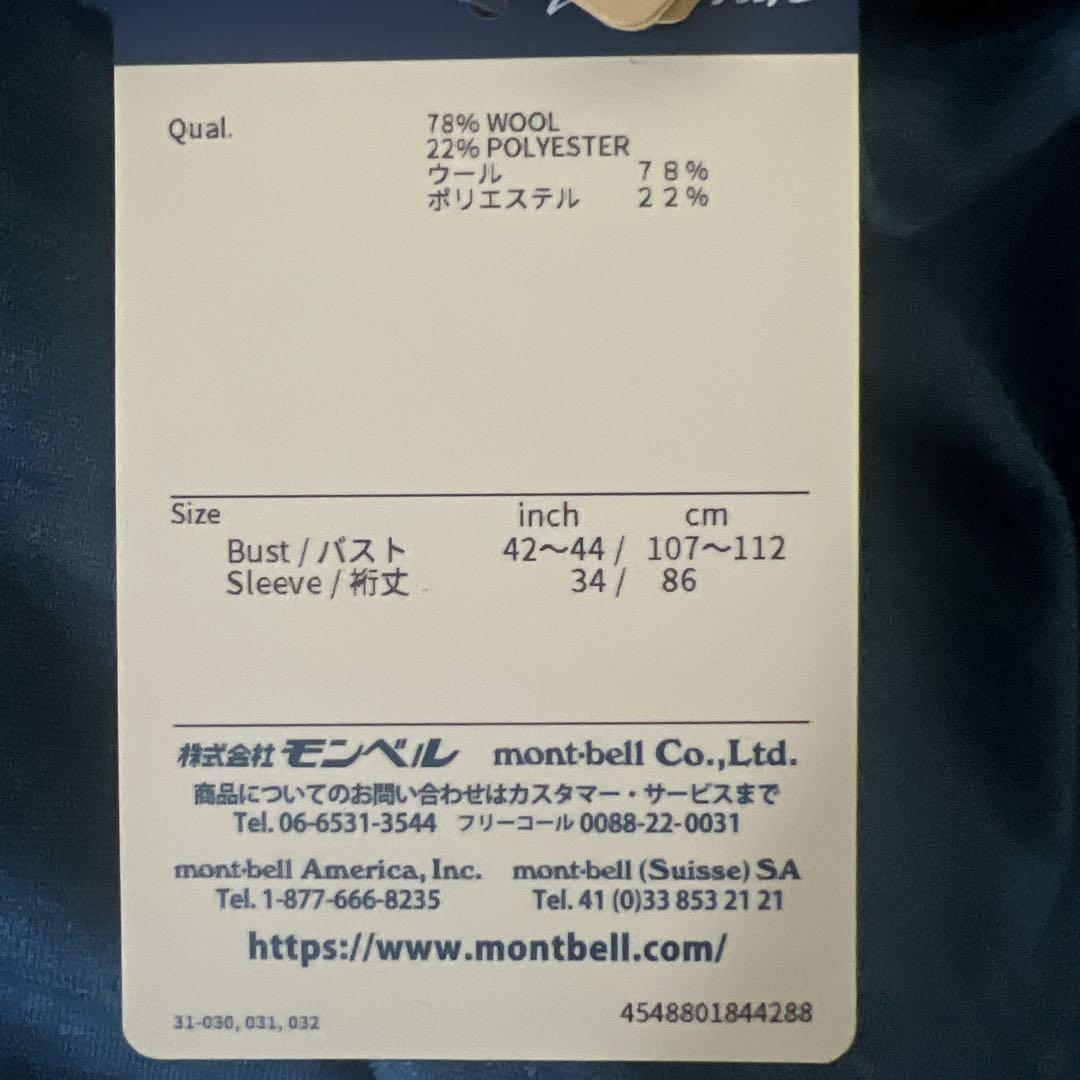 Qual. 78% WOOL
22% POLYESTER
ウール 78%
ポリエステル 22%
Size inch cm
Bust / バスト 42〜44 / 107〜112
Sleeve / 裄丈 34 / 86
株式会社モンベル mont-bell Co.,Ltd.
商品についてのお問い合わせはカスタマー・サービスまで
Tel. 06-6531-3544 フリーコール 0088-22-0031
mont-bell America, Inc. mont-bell (Suisse) SA
Tel. 1-877-666-8235 Tel. 41 (0)33 853 21 21
https://www.montbell.com/
31-030, 031, 032 4548801844288